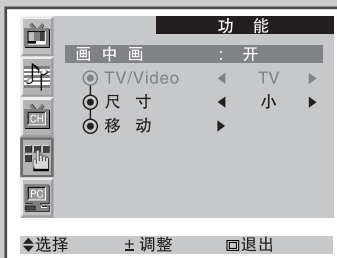 功 能
画 中 画 : 开
TV/Video ◀ TV ▶
尺 寸 ◀ 小 ▶
移 动 ▶
CH
PC
◆选择 ±调整 回退出